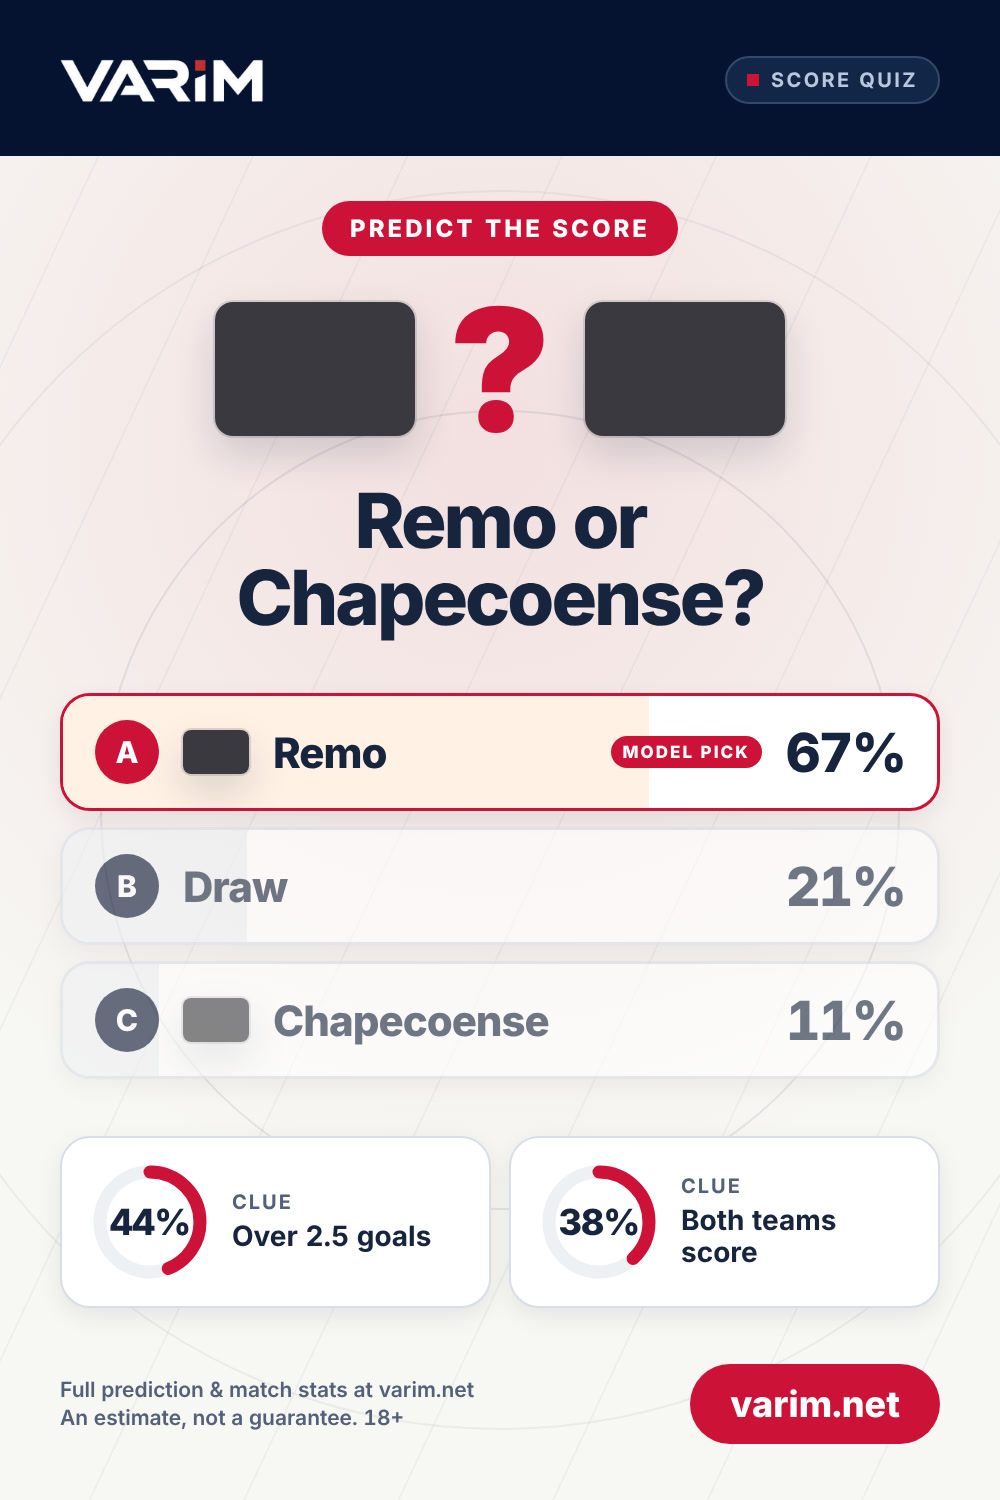 VARiM
SCORE QUIZ
PREDICT THE SCORE
?
Remo or
Chapecoense?
A Remo MODEL PICK 67%
B Draw 21%
C Chapecoense 11%
44% CLUE
Over 2.5 goals
38% CLUE
Both teams
score
Full prediction & match stats at varim.net
An estimate, not a guarantee. 18+
varim.net